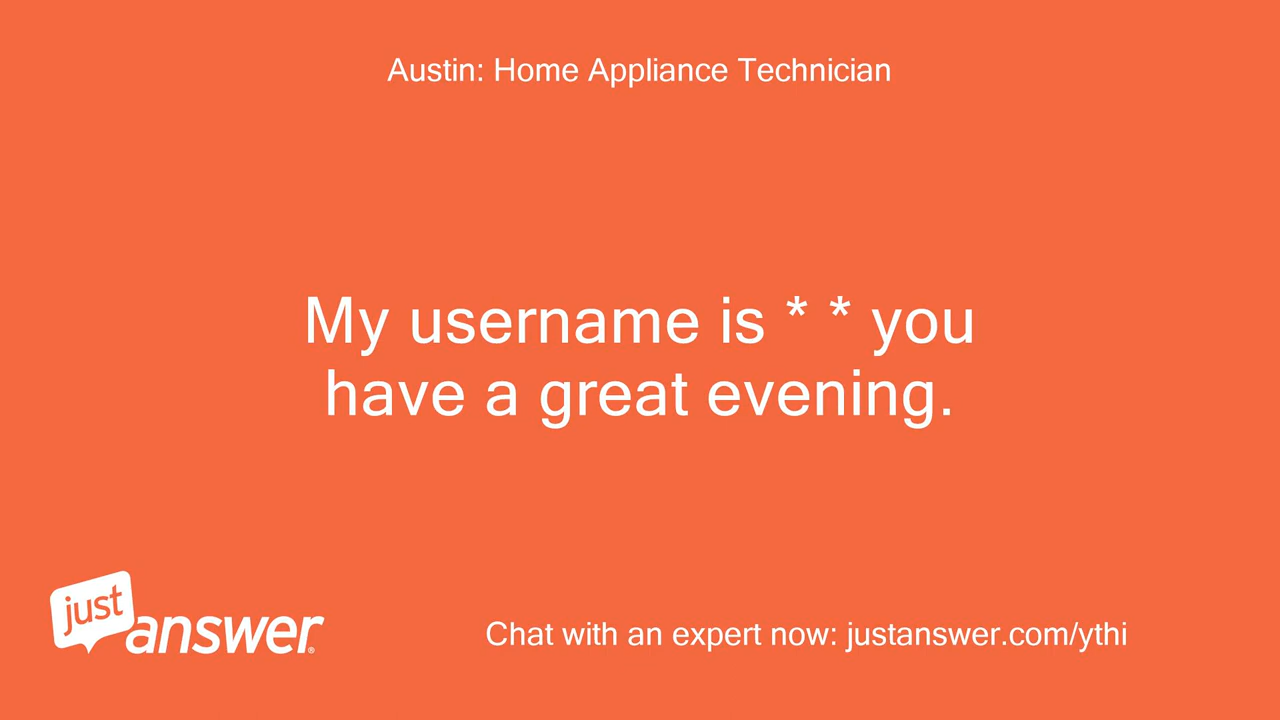 Austin: Home Appliance Technician
My username is * * you
have a great evening.
just
answer®
Chat with an expert now: justanswer.com/ythi